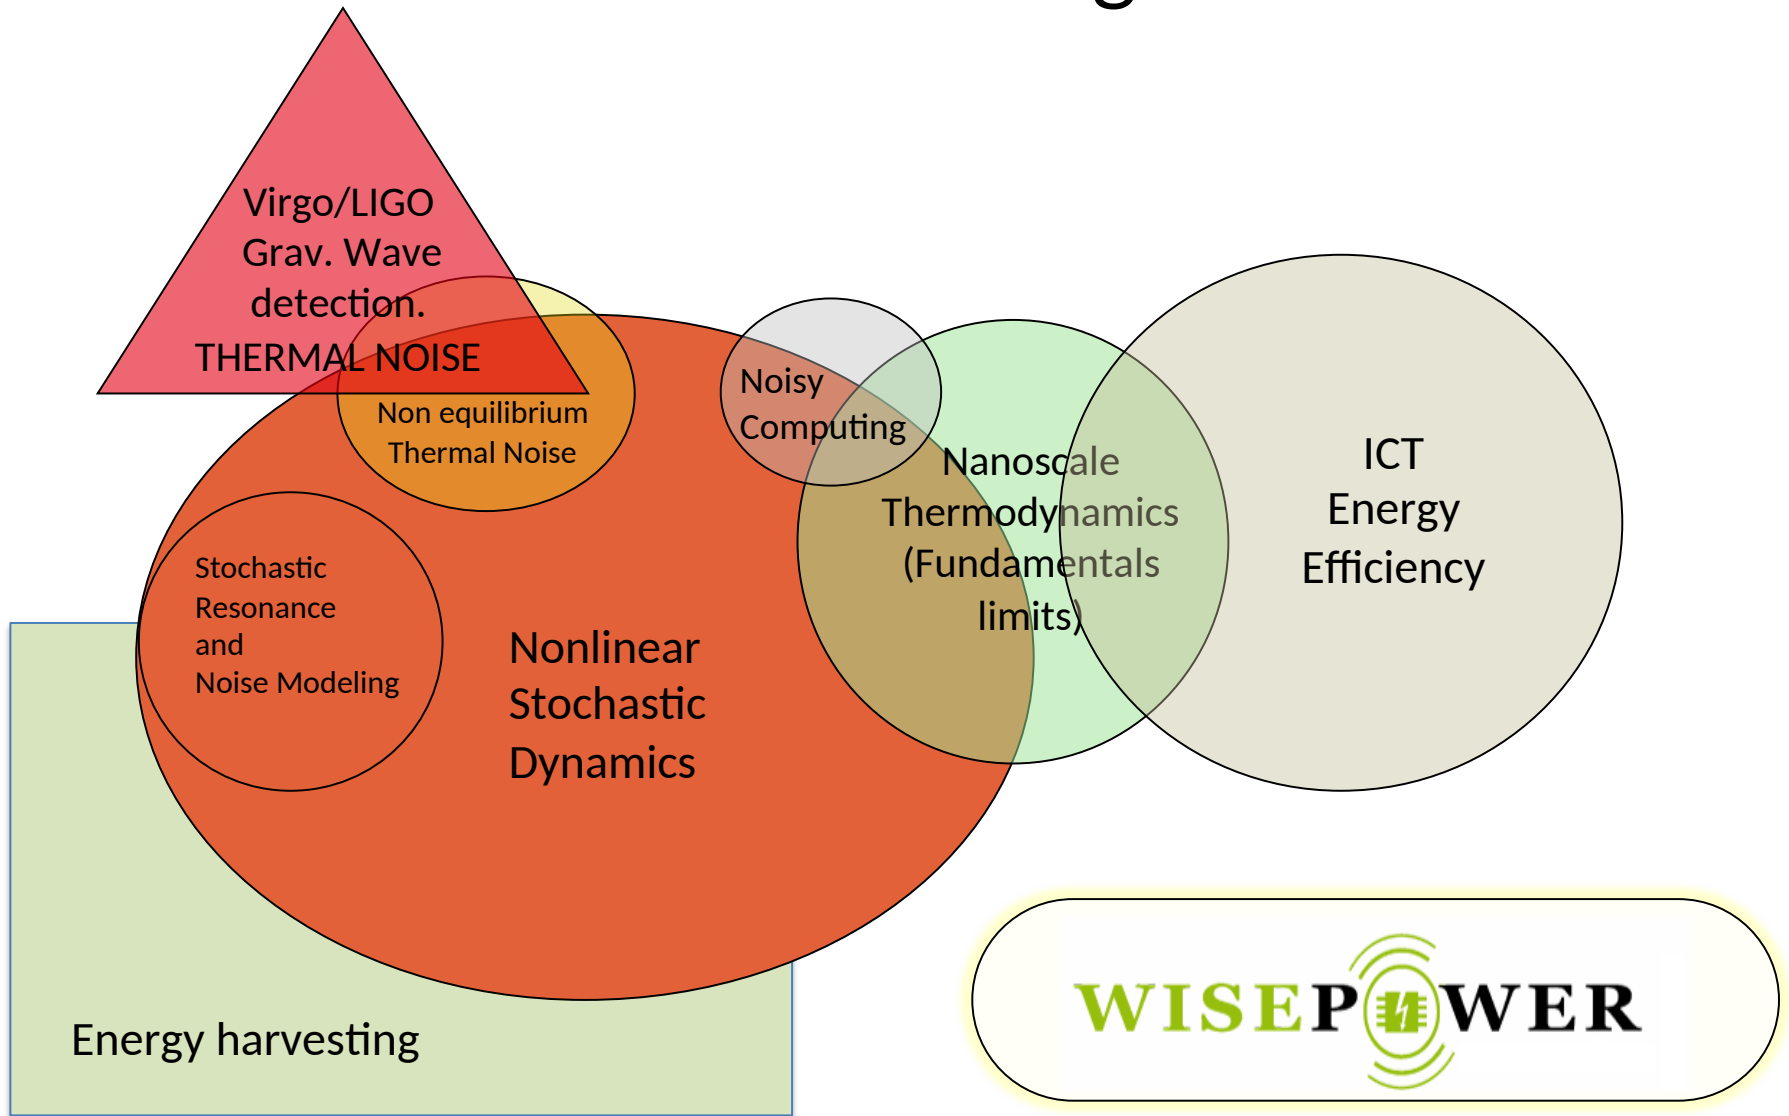 Virgo/LIGO
Grav. Wave
detection.
THERMAL NOISE
Non equilibrium
Thermal Noise
Noisy
Computing
Nanoscale
Thermodynamics
(Fundamentals
limits)
ICT
Energy
Efficiency
Stochastic
Resonance
and
Noise Modeling
Nonlinear
Stochastic
Dynamics
Energy harvesting
WISEPOWER